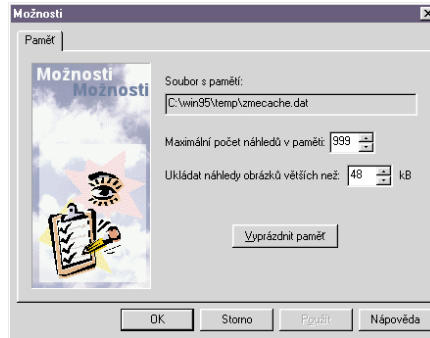 Možnosti
Paměť
Možnosti
Možnosti
Soubor s pamětí:
C:\win95\temp\zmecache.dat
Maximální počet náhledů v paměti: 999
Ukládat náhledy obrázků větších než: 48 kB
Vyprázdnit paměť
OK Storno Použít Nápověda